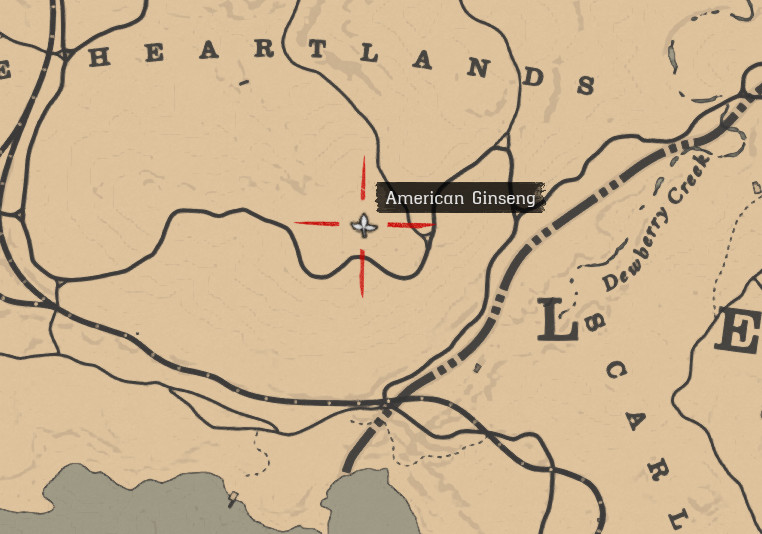 E HEARTLANDS
American Ginseng
Dewberry Creek
L E
SCARL